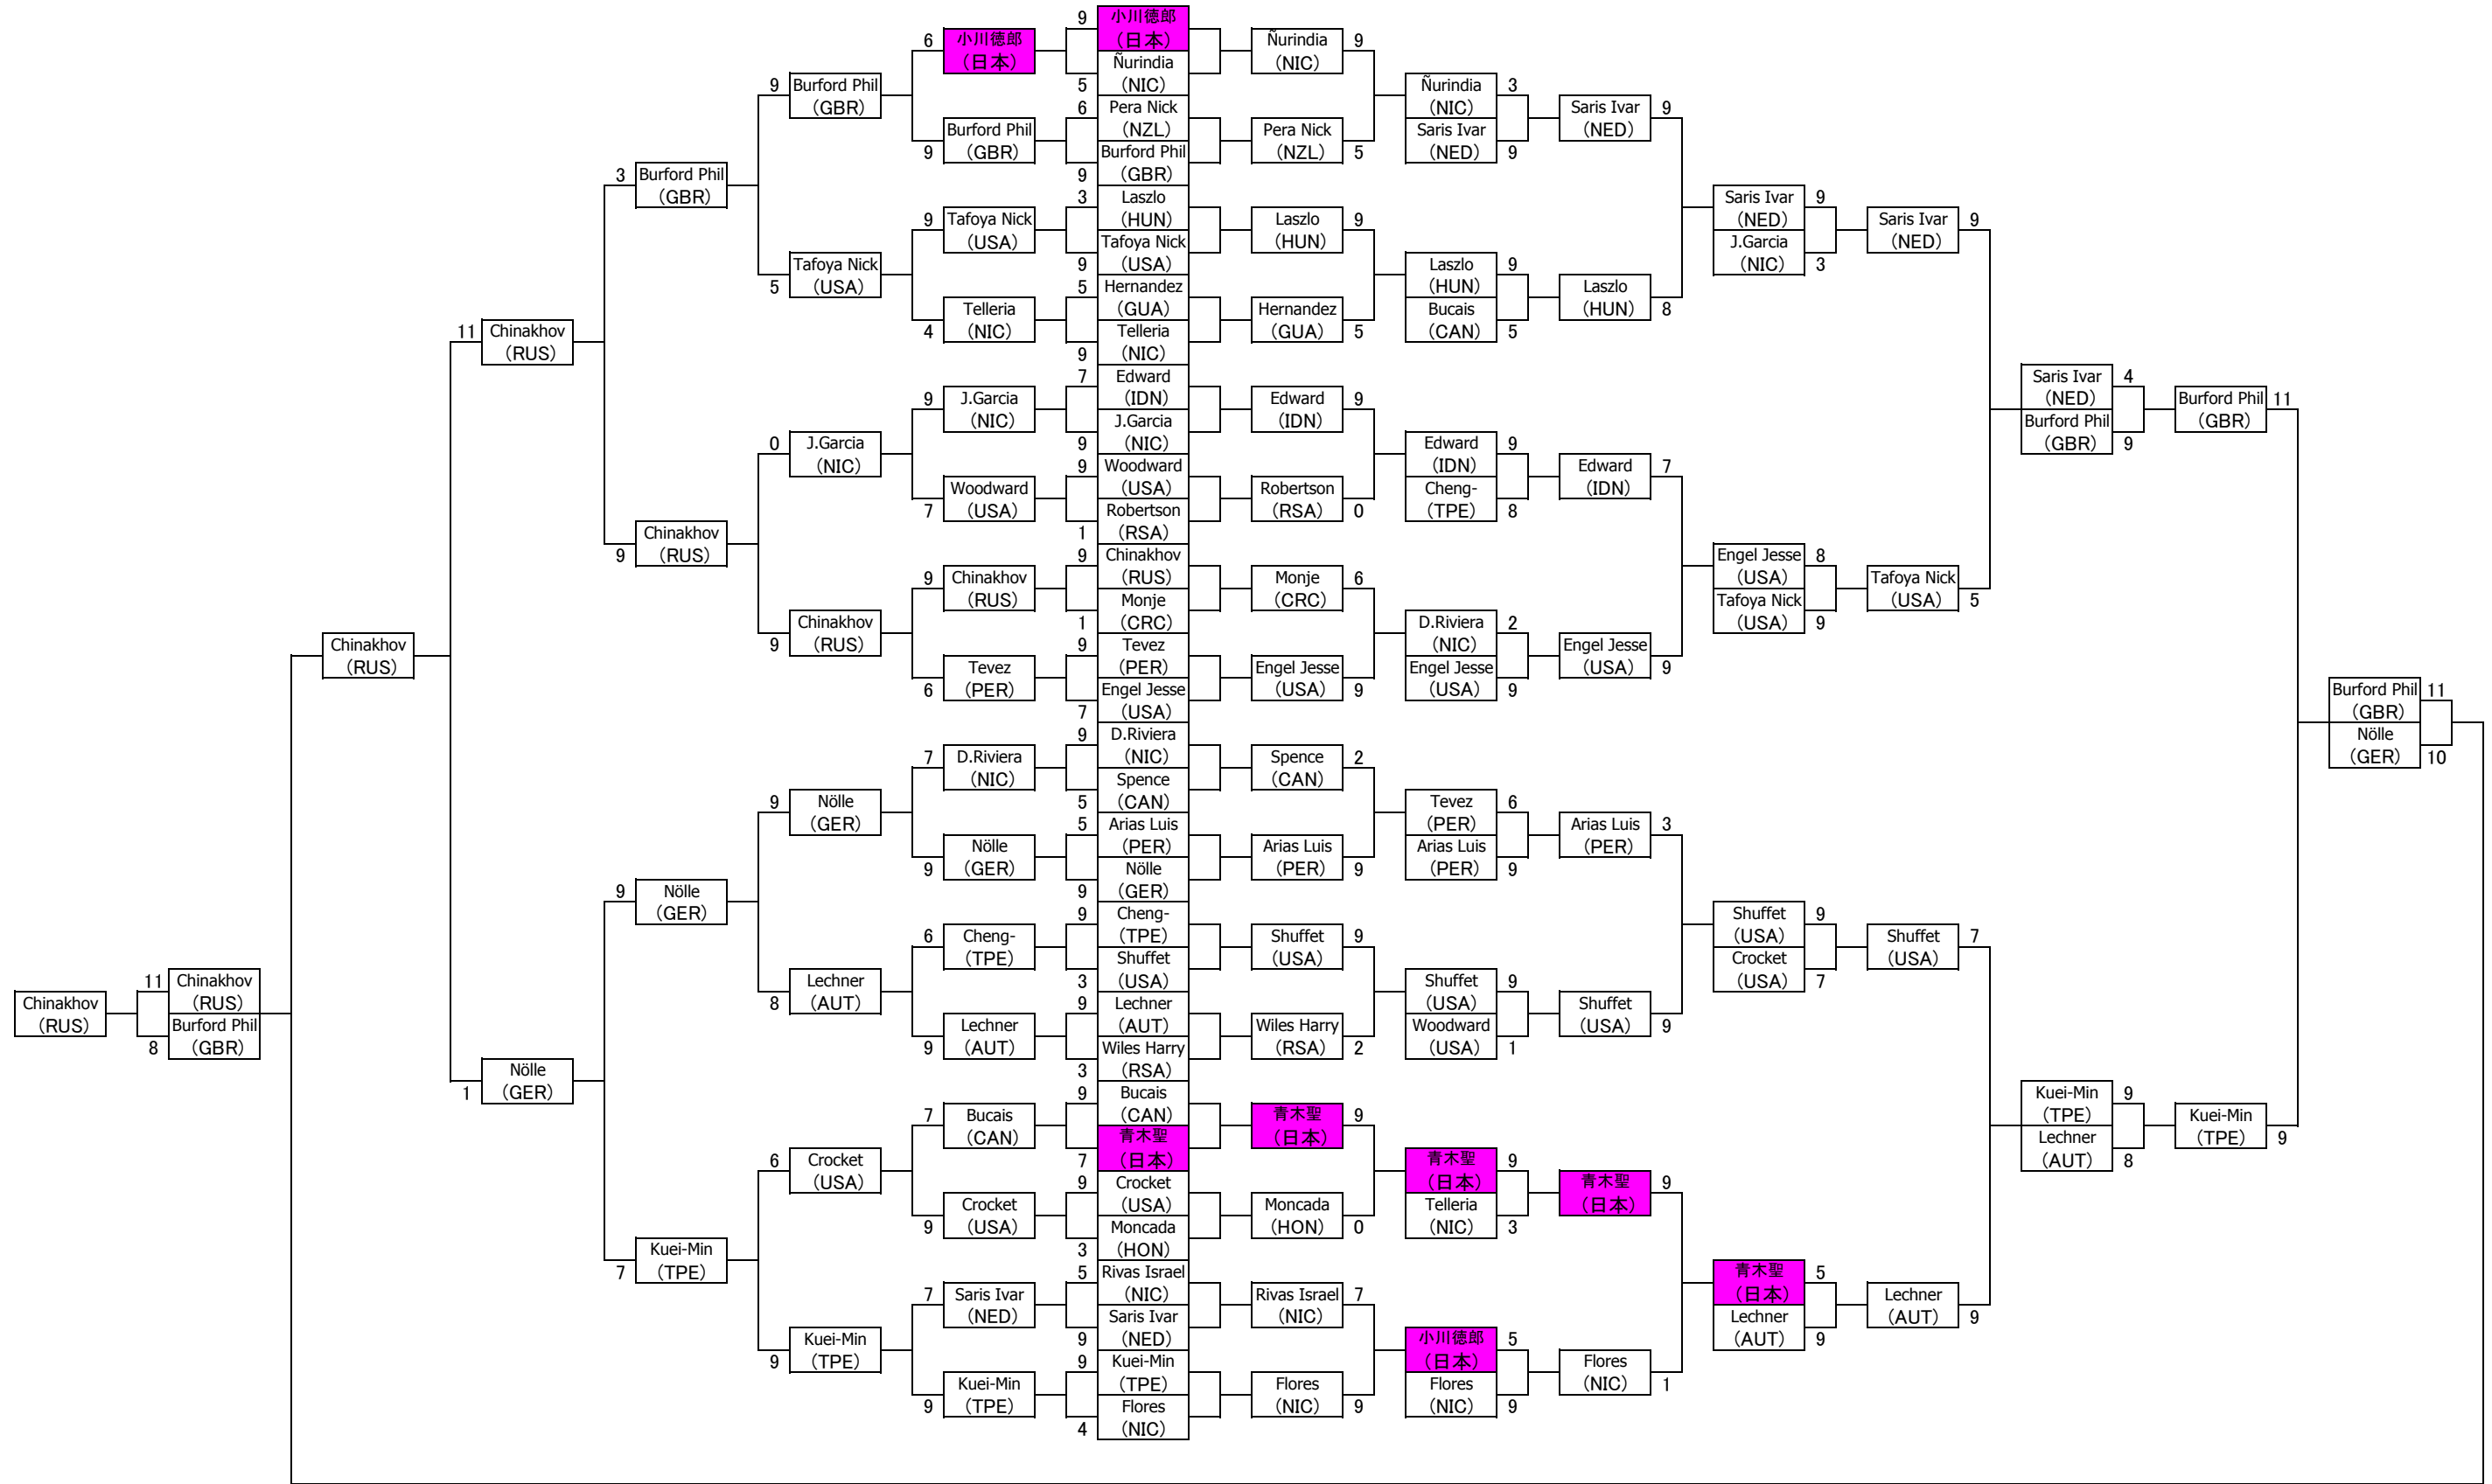 Chinakhov
（RUS）
11
Chinakhov
（RUS）
Burford Phil
8
（GBR）
Chinakhov
（RUS）
11
Chinakhov
（RUS）
Nölle
1
（GER）
3
Burford Phil
（GBR）
Chinakhov
9
（RUS）
9
Nölle
（GER）
Kuei-Min
7
（TPE）
9
Burford Phil
（GBR）
Tafoya Nick
5
（USA）
0
J.Garcia
（NIC）
Chinakhov
9
（RUS）
9
Nölle
（GER）
Lechner
8
（AUT）
6
Crocket
（USA）
Kuei-Min
9
（TPE）
6
小川徳郎
（日本）
Burford Phil
9
（GBR）
9
Tafoya Nick
（USA）
Telleria
4
（NIC）
9
J.Garcia
（NIC）
Woodward
7
（USA）
9
Chinakhov
（RUS）
Tevez
6
（PER）
7
D.Riviera
（NIC）
Nölle
9
（GER）
6
Cheng-
（TPE）
Lechner
9
（AUT）
7
Bucais
（CAN）
Crocket
9
（USA）
7
Saris Ivar
（NED）
Kuei-Min
9
（TPE）
9
小川徳郎
（日本）
Ñurindia
5
（NIC）
6
Pera Nick
（NZL）
Burford Phil
9
（GBR）
3
Laszlo
（HUN）
Tafoya Nick
9
（USA）
5
Hernandez
（GUA）
Telleria
9
（NIC）
7
Edward
（IDN）
J.Garcia
9
（NIC）
9
Woodward
（USA）
Robertson
1
（RSA）
9
Chinakhov
（RUS）
Monje
1
（CRC）
9
Tevez
（PER）
Engel Jesse
7
（USA）
9
D.Riviera
（NIC）
Spence
5
（CAN）
5
Arias Luis
（PER）
Nölle
9
（GER）
9
Cheng-
（TPE）
Shuffet
3
（USA）
9
Lechner
（AUT）
Wiles Harry
3
（RSA）
9
Bucais
（CAN）
青木聖
7
（日本）
9
Crocket
（USA）
Moncada
3
（HON）
5
Rivas Israel
（NIC）
Saris Ivar
9
（NED）
9
Kuei-Min
（TPE）
Flores
4
（NIC）
Ñurindia 9
（NIC）
Pera Nick
（NZL） 5
Laszlo 9
（HUN）
Hernandez
（GUA） 5
Edward 9
（IDN）
Robertson
（RSA） 0
Monje 6
（CRC）
Engel Jesse
（USA） 9
Spence 2
（CAN）
Arias Luis
（PER） 9
Shuffet 9
（USA）
Wiles Harry
（RSA） 2
青木聖 9
（日本）
Moncada
（HON） 0
Rivas Israel 7
（NIC）
Flores
（NIC） 9
Ñurindia 3
（NIC）
Saris Ivar
（NED） 9
Laszlo 9
（HUN）
Bucais
（CAN） 5
Edward 9
（IDN）
Cheng-
（TPE） 8
D.Riviera 2
（NIC）
Engel Jesse
（USA） 9
Tevez 6
（PER）
Arias Luis
（PER） 9
Shuffet 9
（USA）
Woodward
（USA） 1
青木聖 9
（日本）
Telleria
（NIC） 3
小川徳郎 5
（日本）
Flores
（NIC） 9
Saris Ivar 9
（NED）
Laszlo
（HUN） 8
Edward 7
（IDN）
Engel Jesse
（USA） 9
Arias Luis 3
（PER）
Shuffet
（USA） 9
青木聖 9
（日本）
Flores
（NIC） 1
Saris Ivar 9
（NED）
J.Garcia
（NIC） 3
Engel Jesse 8
（USA）
Tafoya Nick
（USA） 9
Shuffet 9
（USA）
Crocket
（USA） 7
青木聖 5
（日本）
Lechner
（AUT） 9
Saris Ivar 9
（NED）
Tafoya Nick
（USA） 5
Shuffet 7
（USA）
Lechner
（AUT） 9
Saris Ivar 4
（NED）
Burford Phil
（GBR） 9
Kuei-Min 9
（TPE）
Lechner
（AUT） 8
Burford Phil 11
（GBR）
Kuei-Min
（TPE） 9
Burford Phil 11
（GBR）
Nölle
（GER） 10